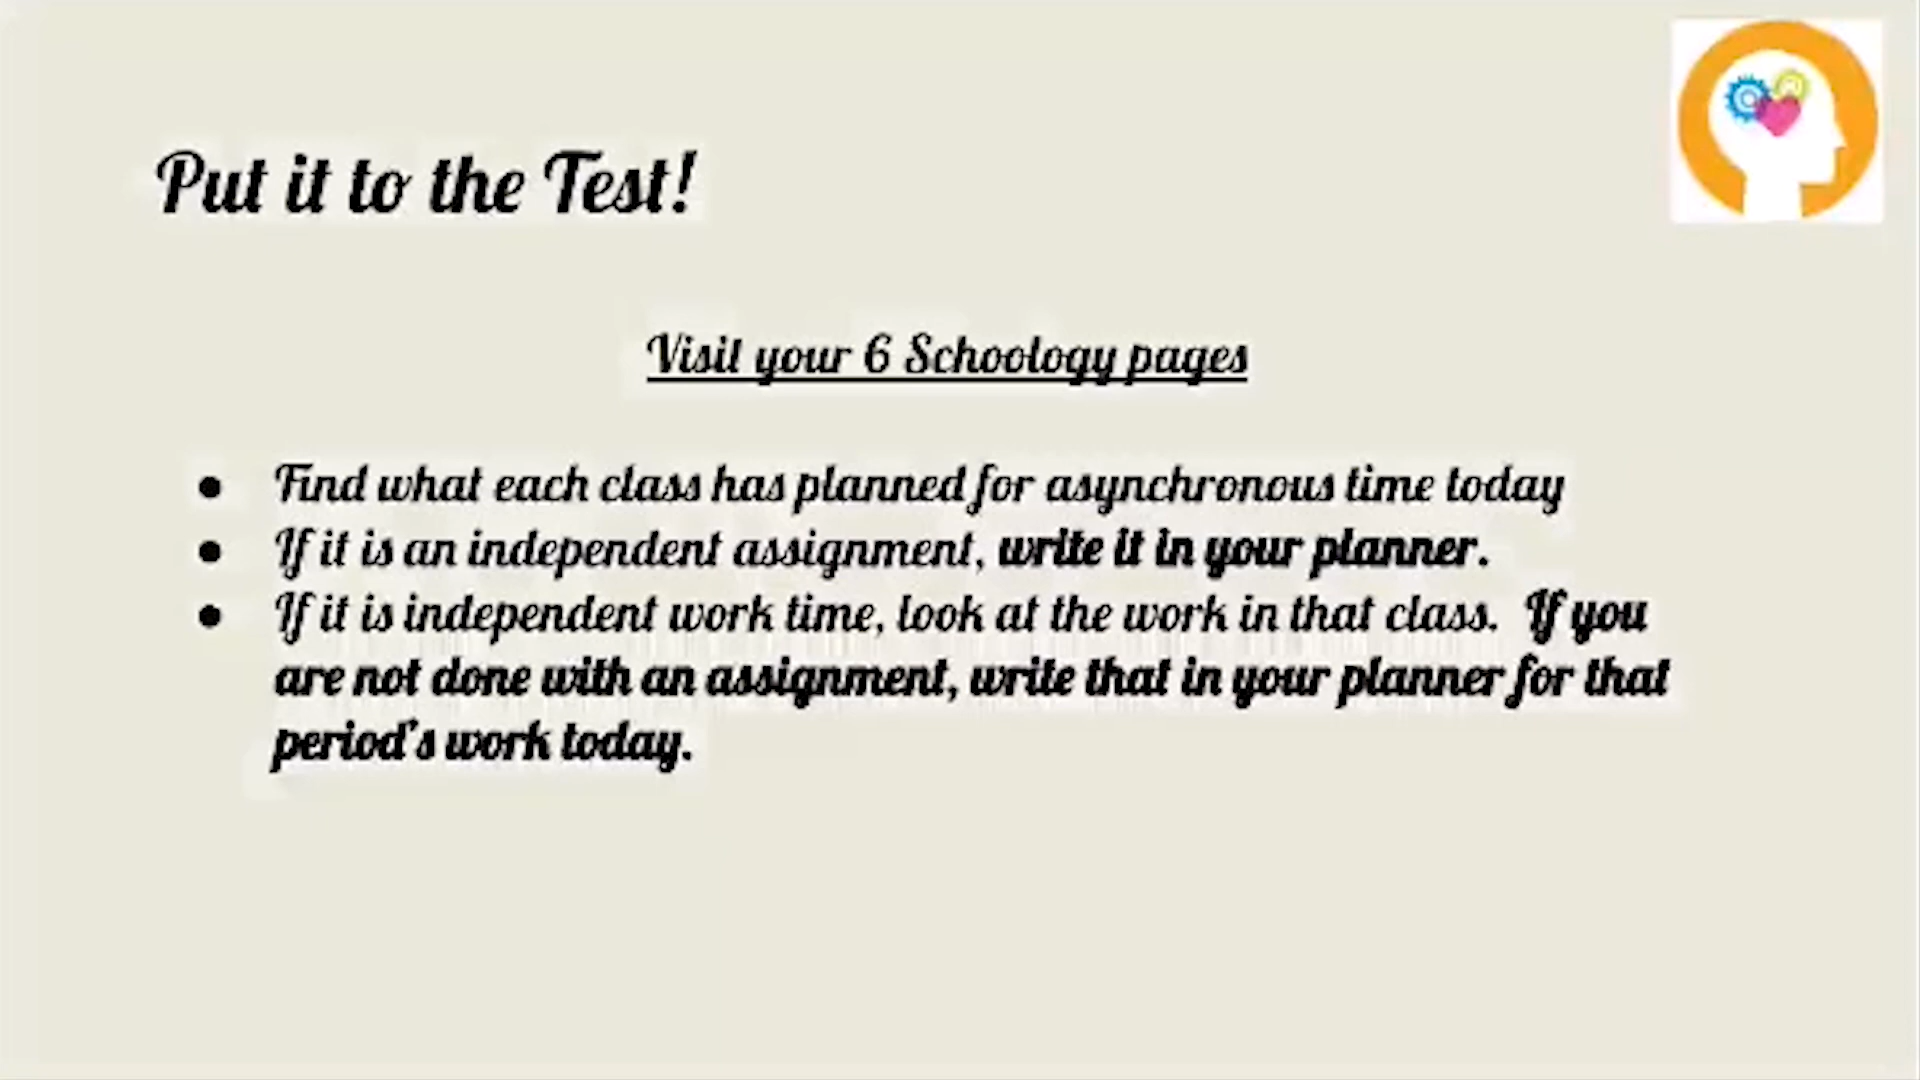 Put it to the Test!
Visit your 6 Schoology pages
● Find what each class has planned for asynchronous time today
● If it is an independent assignment, write it in your planner.
● If it is independent work time, look at the work in that class. If you
are not done with an assignment, write that in your planner for that
period's work today.